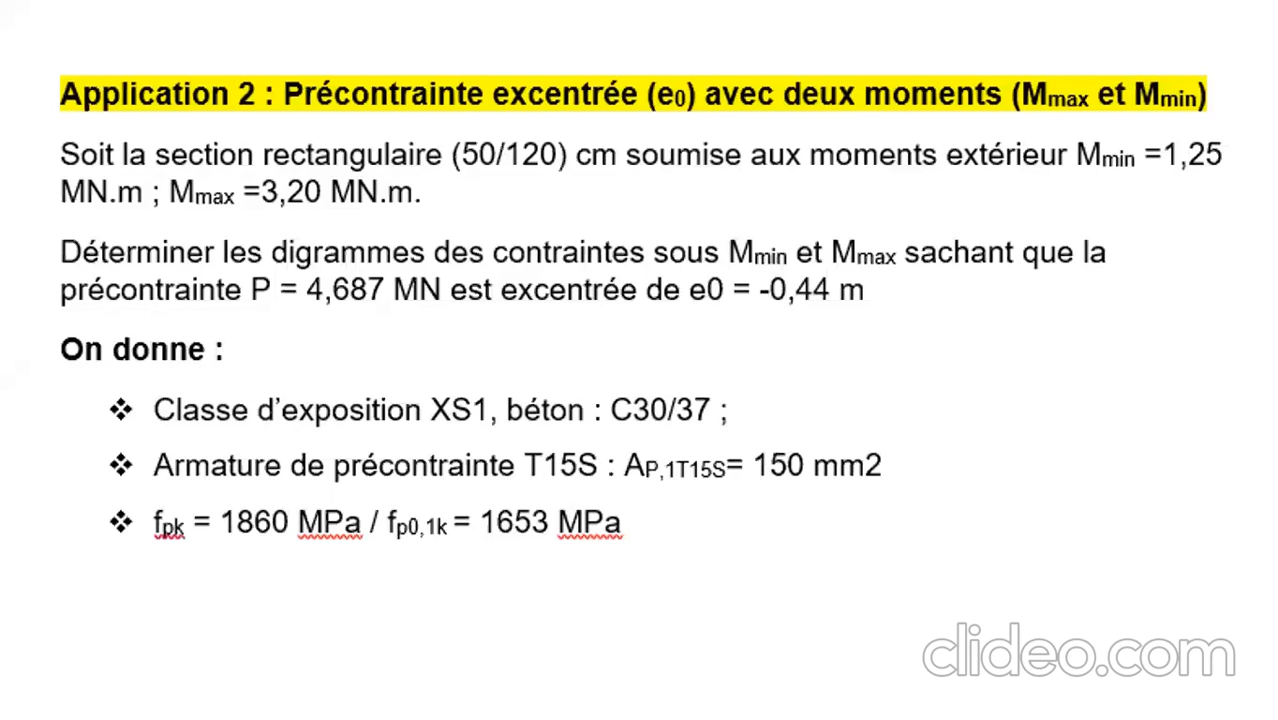 Application 2 : Précontrainte excentrée (e0) avec deux moments (Mmax et Mmin)
Soit la section rectangulaire (50/120) cm soumise aux moments extérieur Mmin =1,25
MN.m ; Mmax =3,20 MN.m.
Déterminer les digrammes des contraintes sous Mmin et Mmax sachant que la
précontrainte P = 4,687 MN est excentrée de e0 = -0,44 m
On donne :
❖ Classe d’exposition XS1, béton : C30/37 ;
❖ Armature de précontrainte T15S : AP,1T15S= 150 mm2
❖ fpk = 1860 MPa / fp0,1k = 1653 MPa
clideo.com